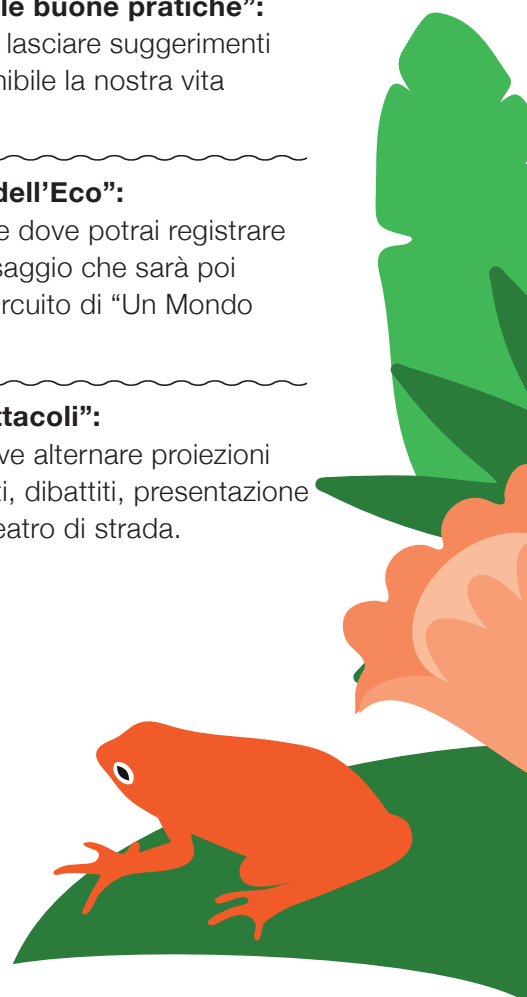 le buone pratiche”:
lasciare suggerimenti
nibile la nostra vita
dell’Eco”:
e dove potrai registrare
saggio che sarà poi
rcuito di “Un Mondo
ttacoli”:
ve alternare proiezioni
ti, dibattiti, presentazione
eatro di strada.